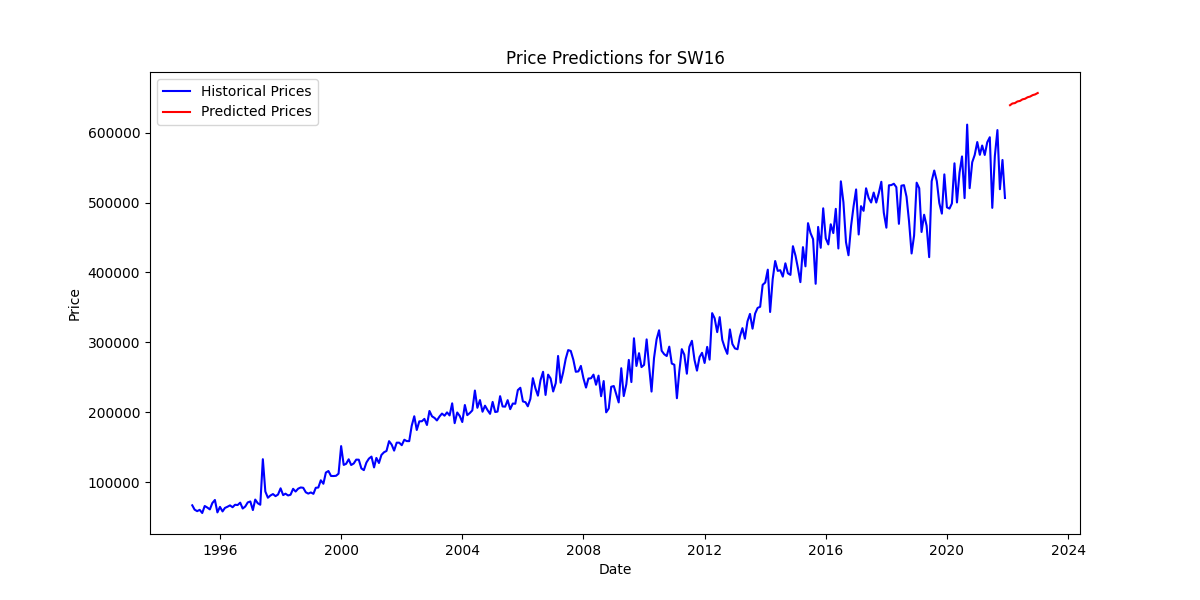 Price Predictions for SW16
Historical Prices
Predicted Prices
Price
600000
500000
400000
300000
200000
100000
1996 2000 2004 2008 2012 2016 2020 2024
Date